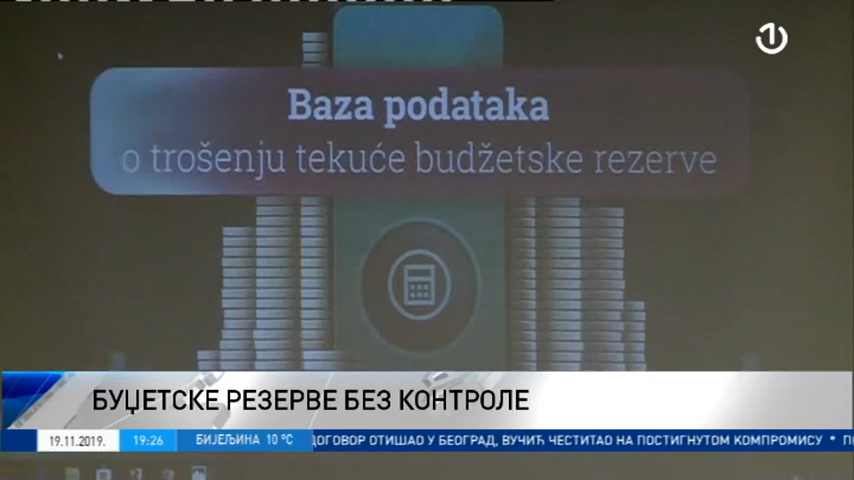 Baza podataka
o trošenju tekuće budžetske rezerve
БУЏЕТСКЕ РЕЗЕРВЕ БЕЗ КОНТРОЛЕ
19.11.2019. 19:26 БИЈЕЉИНА 10 °C ДОГОВОР ОТИШАО У БЕОГРАД, ВУЧИЋ ЧЕСТИТАО НА ПОСТИГНУТОМ КОМПРОМИСУ *